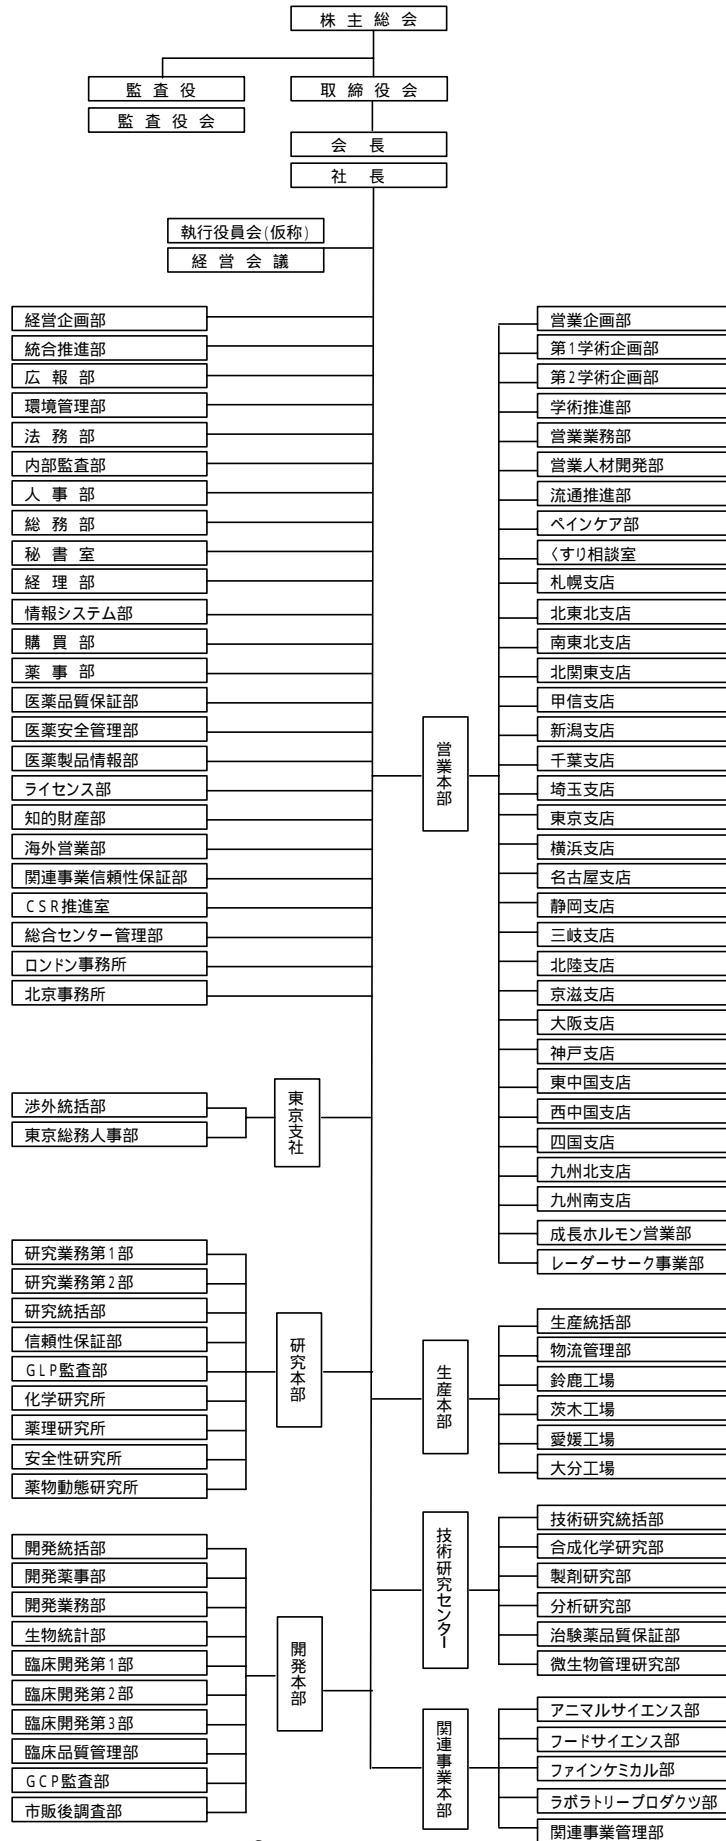 株主総会
監査役
取締役会
監査役会
会長
社長
執行役員会(仮称)
経営会議
経営企画部
統合推進部
広報部
環境管理部
法務部
内部監査部
人事部
総務部
秘書室
経理部
情報システム部
購買部
薬事部
医薬品質保証部
医薬安全管理部
医薬製品情報部
ライセンス部
知的財産部
海外営業部
関連事業信頼性保証部
CSR推進室
総合センター管理部
ロンドン事務所
北京事務所
東京支社
渉外統括部
東京総務人事部
研究本部
研究業務第1部
研究業務第2部
研究統括部
信頼性保証部
GLP監査部
化学研究所
薬理研究所
安全性研究所
薬物動態研究所
開発本部
開発統括部
開発薬事部
開発業務部
生物統計部
臨床開発第1部
臨床開発第2部
臨床開発第3部
臨床品質管理部
GCP監査部
市販後調査部
営業本部
営業企画部
第1学術企画部
第2学術企画部
学術推進部
営業業務部
営業人材開発部
流通推進部
ペインケア部
くすり相談室
札幌支店
北東北支店
南東北支店
北関東支店
甲信支店
新潟支店
千葉支店
埼玉支店
東京支店
横浜支店
名古屋支店
静岡支店
三岐支店
北陸支店
京滋支店
大阪支店
神戸支店
東中国支店
西中国支店
四国支店
九州北支店
九州南支店
成長ホルモン営業部
レーダーサーク事業部
生産本部
生産統括部
物流管理部
鈴鹿工場
茨木工場
愛媛工場
大分工場
技術研究センター
技術研究統括部
合成化学研究部
製剤研究部
分析研究部
治験薬品質保証部
微生物管理研究部
関連事業本部
アニマルサイエンス部
フードサイエンス部
ファインケミカル部
ラボラトリープロダクツ部
関連事業管理部